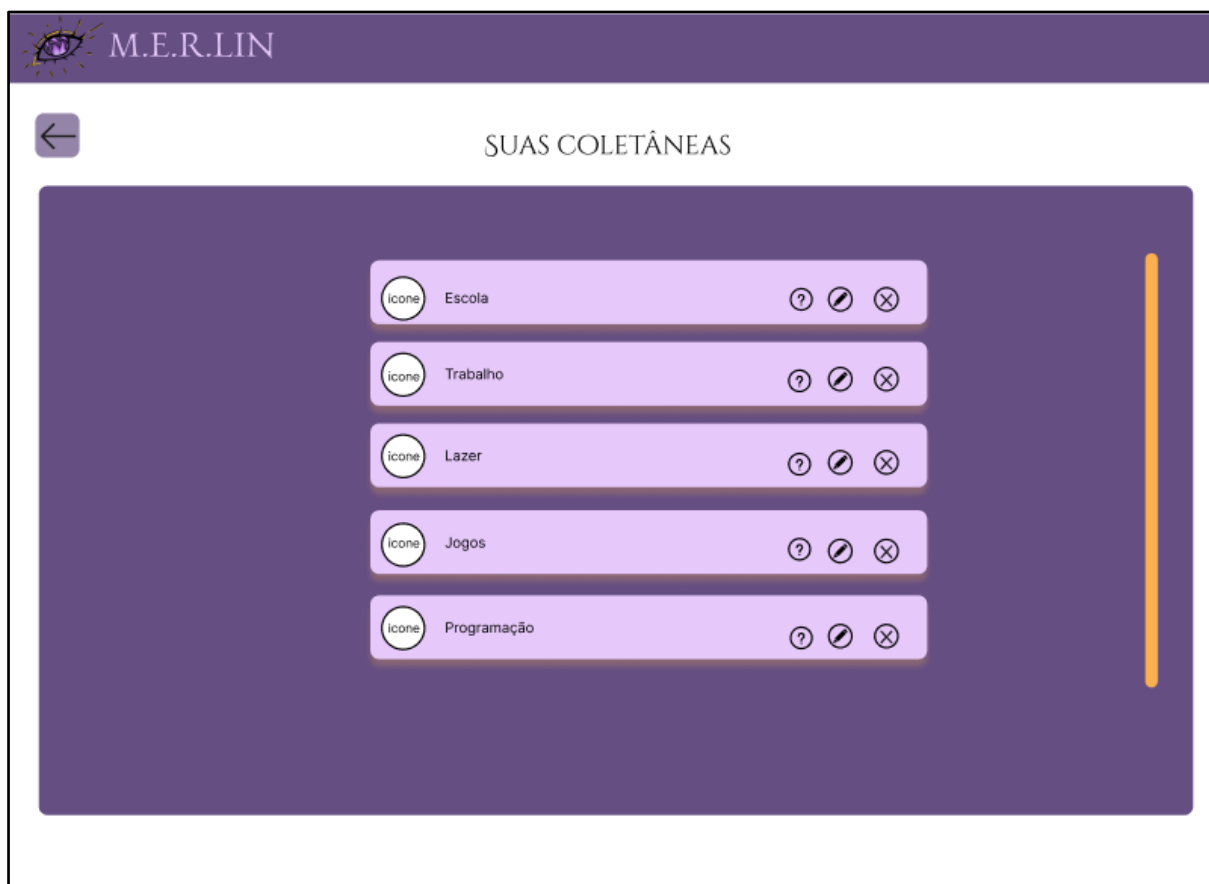 M.E.R.LIN
SUAS COLETÂNEAS
icone Escola ?
icone Trabalho ?
icone Lazer ?
icone Jogos ?
icone Programação ?